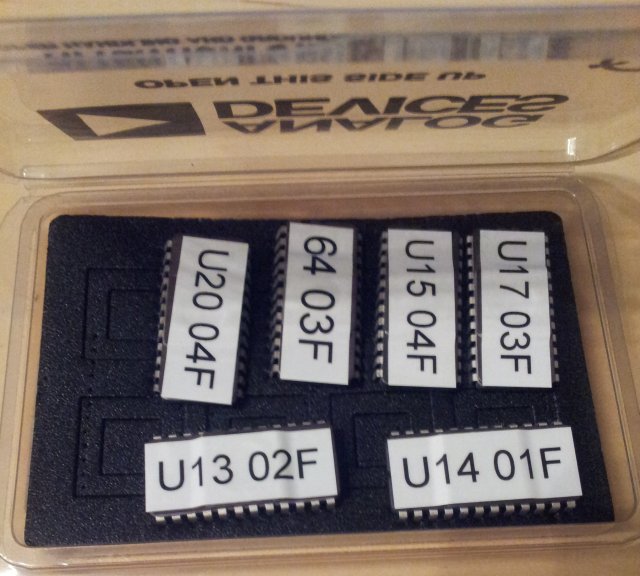 OPEN THIS SIDE UP
ANALOG
DEVICES
U20 04F
64 03F
U15 04F
U17 03F
U13 02F
U14 01F